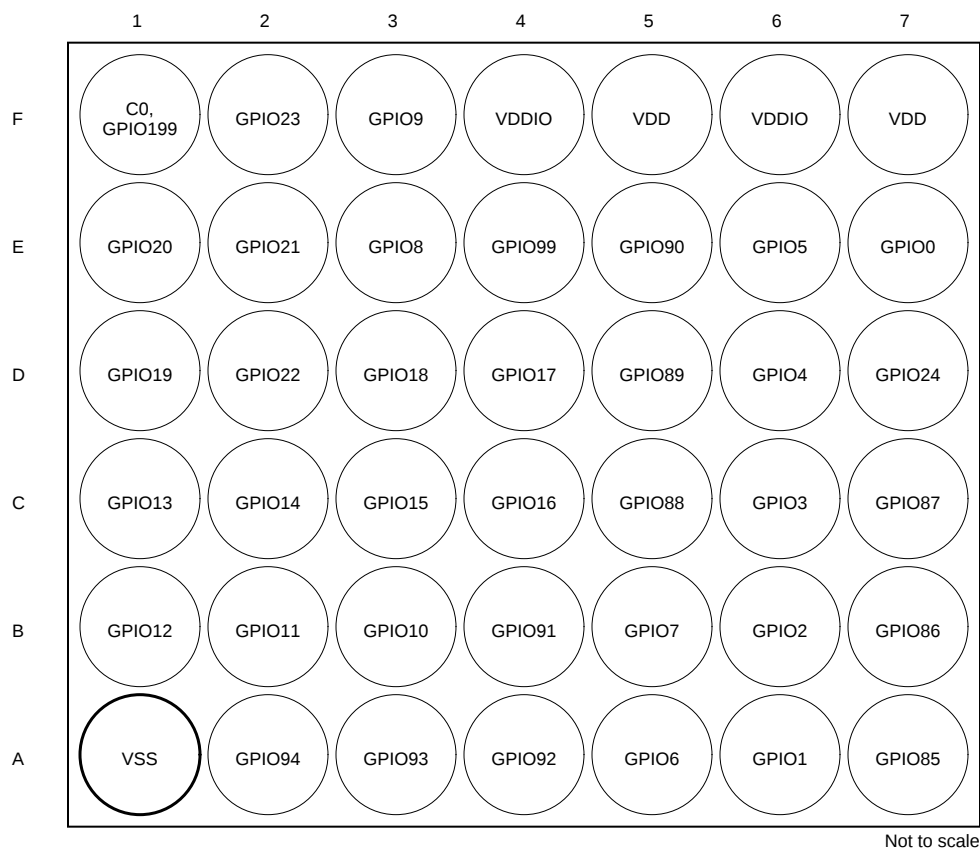 1 2 3 4 5 6 7
F C0, GPIO23 GPIO9 VDDIO VDD VDDIO VDD
GPIO199
E GPIO20 GPIO21 GPIO8 GPIO99 GPIO90 GPIO5 GPIO0
D GPIO19 GPIO22 GPIO18 GPIO17 GPIO89 GPIO4 GPIO24
C GPIO13 GPIO14 GPIO15 GPIO16 GPIO88 GPIO3 GPIO87
B GPIO12 GPIO11 GPIO10 GPIO91 GPIO7 GPIO2 GPIO86
A VSS GPIO94 GPIO93 GPIO92 GPIO6 GPIO1 GPIO85
Not to scale